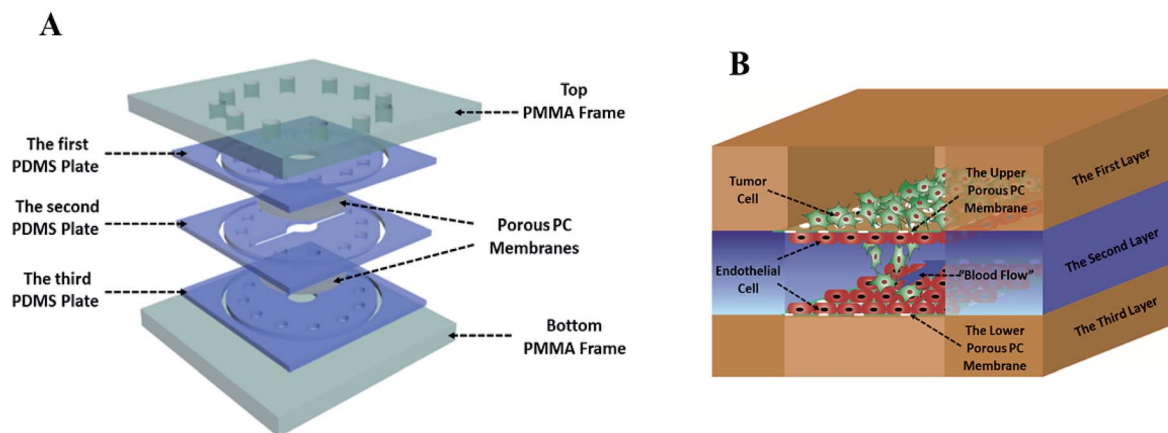 A
Top
PMMA Frame
The first
PDMS Plate
The second
PDMS Plate
Porous PC
Membranes
The third
PDMS Plate
Bottom
PMMA Frame
B
The First Layer
Tumor
Cell
The Upper
Porous PC
Membrane
The Second Layer
Endothelial
Cell
“Blood Flow”
The Third Layer
The Lower
Porous PC
Membrane